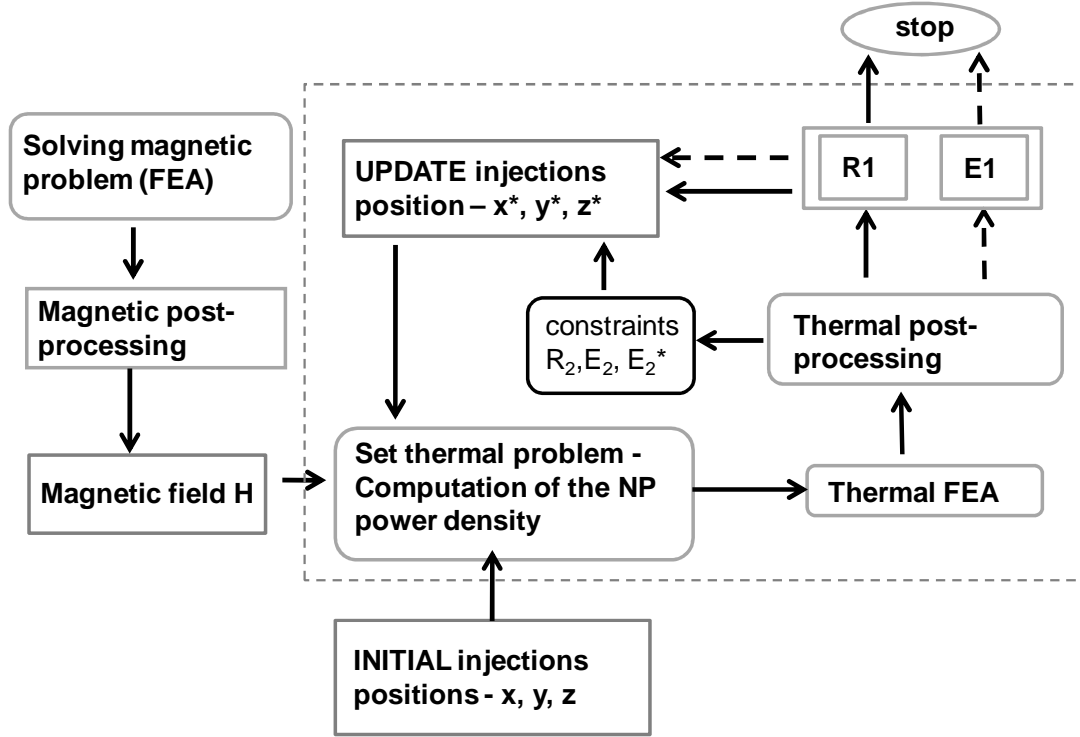 stop
Solving magnetic
problem (FEA)
UPDATE injections
position – x*, y*, z*
R1
E1
Magnetic post-
processing
constraints
R₂,E₂, E₂*
Thermal post-
processing
Magnetic field H
Set thermal problem -
Computation of the NP
power density
Thermal FEA
INITIAL injections
positions - x, y, z